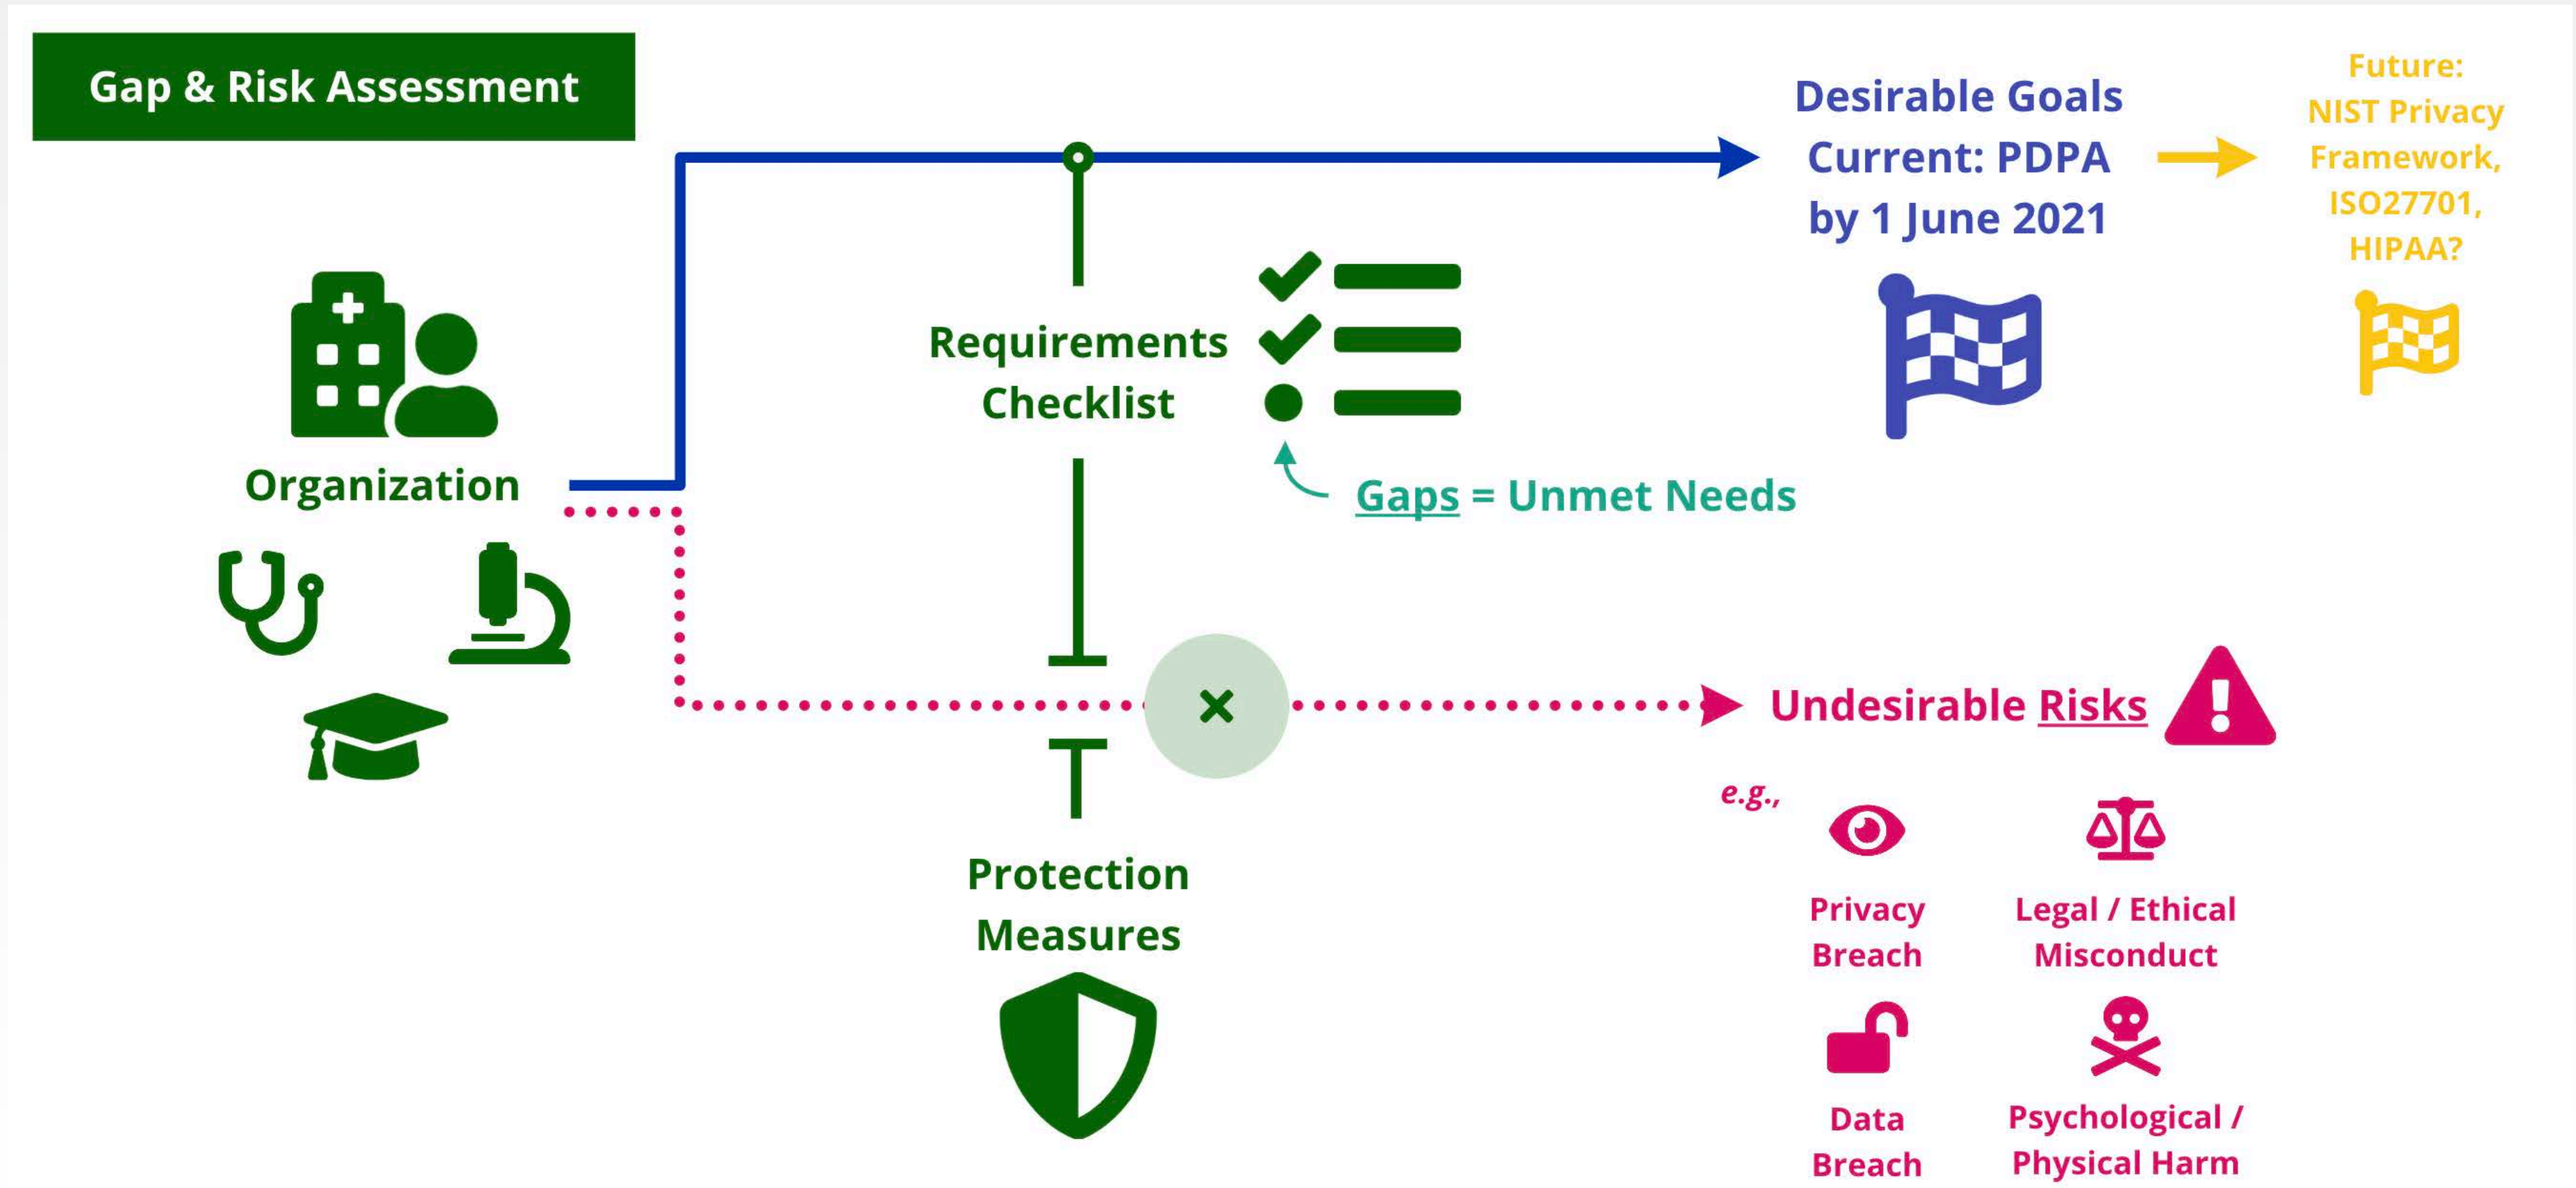 Gap & Risk Assessment
Desirable Goals
Current: PDPA
by 1 June 2021
Future:
NIST Privacy
Framework,
ISO27701,
HIPAA?
Requirements
Checklist
Gaps = Unmet Needs
Organization
Undesirable Risks
e.g.,
Privacy
Breach
Legal / Ethical
Misconduct
Data
Breach
Psychological /
Physical Harm
Protection
Measures